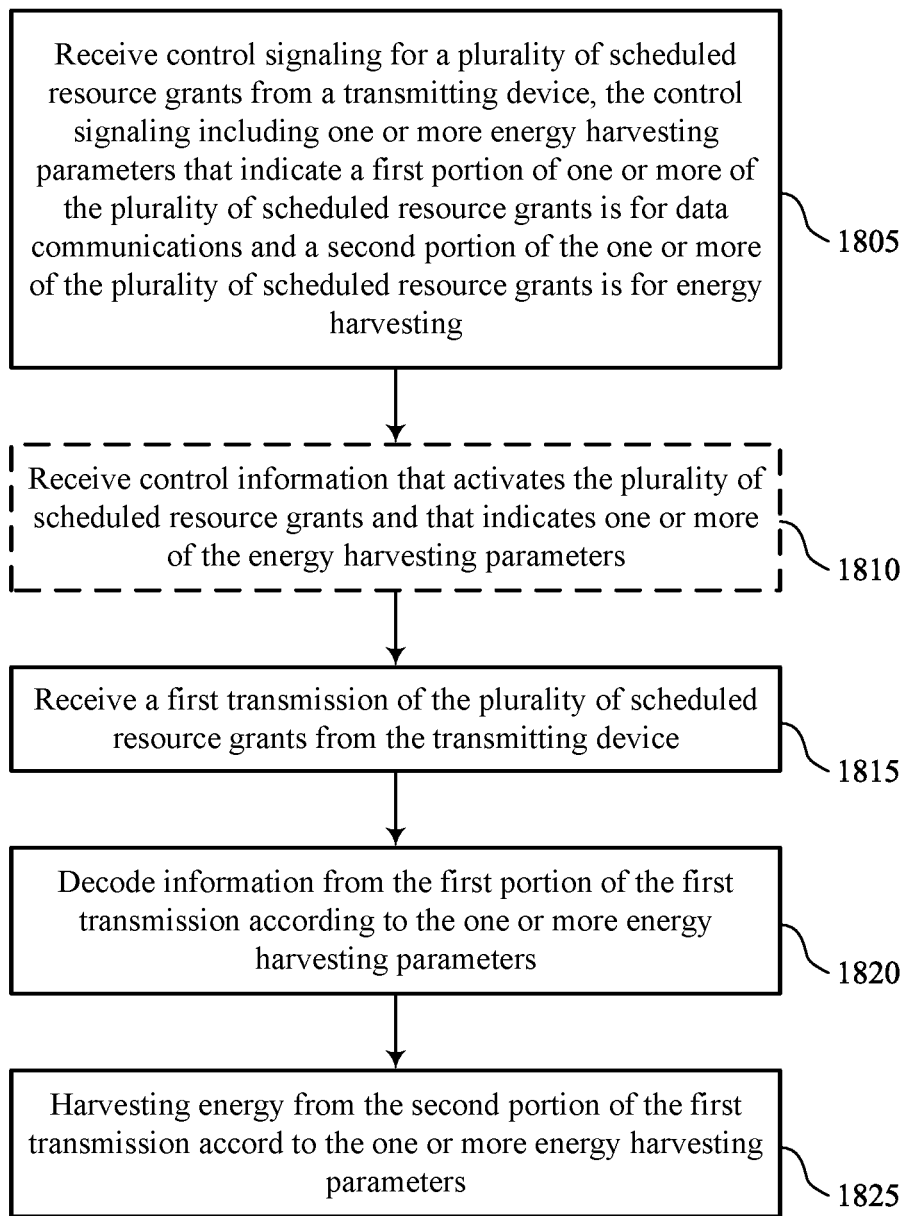 Receive control signaling for a plurality of scheduled
resource grants from a transmitting device, the control
signaling including one or more energy harvesting
parameters that indicate a first portion of one or more of
the plurality of scheduled resource grants is for data
communications and a second portion of the one or more
of the plurality of scheduled resource grants is for energy
harvesting
1805
Receive control information that activates the plurality of
scheduled resource grants and that indicates one or more
of the energy harvesting parameters
1810
Receive a first transmission of the plurality of scheduled
resource grants from the transmitting device
1815
Decode information from the first portion of the first
transmission according to the one or more energy
harvesting parameters
1820
Harvesting energy from the second portion of the first
transmission accord to the one or more energy harvesting
parameters
1825